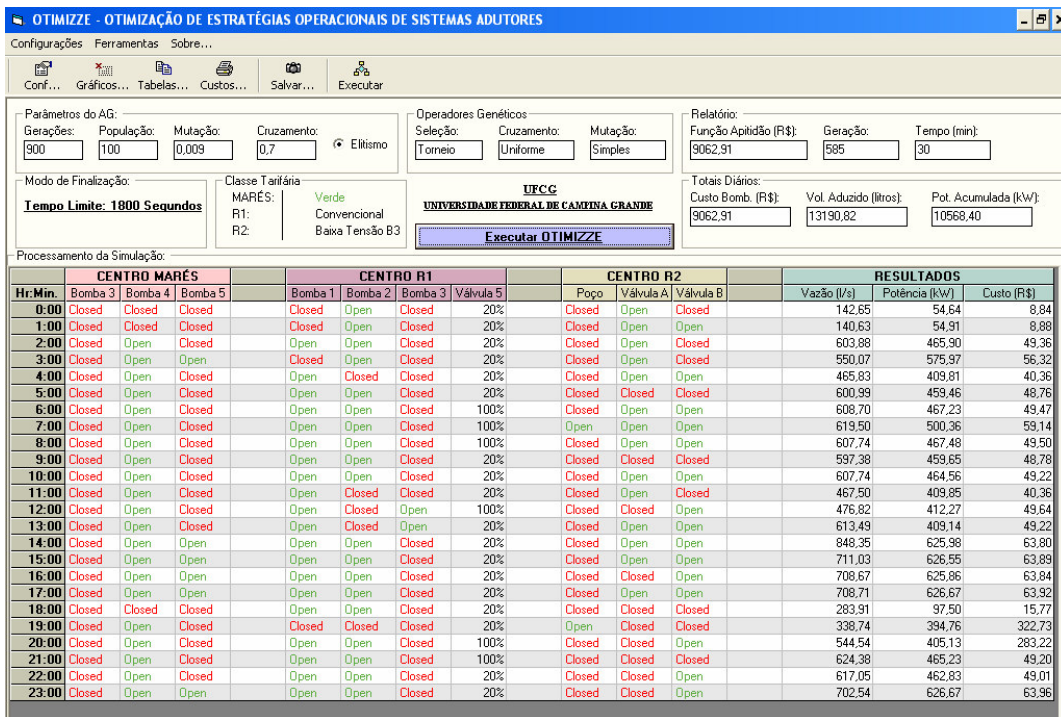 OTIMIZZE - OTIMIZAÇÃO DE ESTRATÉGIAS OPERACIONAIS DE SISTEMAS ADUTORES
Configurações Ferramentas Sobre...
Conf... Gráficos... Tabelas... Custos... Salvar... Executar
Parâmetros do AG:
Gerações: População: Mutação: Cruzamento:
900 100 0,009 0,7 Elitismo
Operadores Genéticos
Seleção: Cruzamento: Mutação:
Torneio Uniforme Simples
Relatório:
Função Apitidão (R$): Geração: Tempo (min):
9062,91 585 30
Modo de Finalização:
Tempo Limite: 1800 Segundos
Classe Tarifária
MARÉS: Verde
R1: Convencional
R2: Baixa Tensão B3
UFCG
UNIVERSIDADE FEDERAL DE CAMPINA GRANDE
Executar OTIMIZZE
Totais Diários:
Custo Bomb. (R$): Vol. Aduzido (litros): Pot. Acumulada (kW):
9062,91 13190,82 10568,40
Processamento da Simulação:
CENTRO MARÉS CENTRO R1 CENTRO R2 RESULTADOS
Hr:Min. Bomba 3 Bomba 4 Bomba 5 Bomba 1 Bomba 2 Bomba 3 Válvula 5 Poço Válvula A Válvula B Vazão (l/s) Potência (kW) Custo (R$)
0:00 Closed Closed Closed Closed Open Closed 20% Closed Open Closed 142,65 54,64 8,84
1:00 Closed Closed Closed Closed Open Closed 20% Closed Open Open 140,63 54,91 8,88
2:00 Closed Open Closed Open Open Closed 20% Closed Open Closed 603,88 465,90 49,36
3:00 Closed Open Open Closed Open Closed 20% Closed Open Closed 550,07 575,97 56,32
4:00 Closed Open Closed Open Closed Closed 20% Closed Open Open 465,83 409,81 40,36
5:00 Closed Open Closed Open Open Closed 20% Closed Closed Closed 600,99 459,46 48,76
6:00 Closed Open Closed Open Open Closed 100% Closed Open Open 608,70 467,23 49,47
7:00 Closed Open Closed Open Open Closed 100% Open Open Open 619,50 500,36 59,14
8:00 Closed Open Closed Open Open Closed 100% Closed Open Open 607,74 467,48 49,50
9:00 Closed Open Closed Open Open Closed 20% Closed Closed Closed 597,38 459,65 48,78
10:00 Closed Open Closed Open Open Closed 20% Closed Open Open 607,74 464,56 49,22
11:00 Closed Open Closed Open Closed Closed 20% Closed Open Closed 467,50 409,85 40,36
12:00 Closed Open Closed Open Closed Open 100% Closed Closed Open 476,82 412,27 49,64
13:00 Closed Open Closed Open Closed Open 20% Closed Open Open 613,49 409,14 49,22
14:00 Closed Open Open Open Open Closed 20% Closed Open Open 848,35 625,98 63,80
15:00 Closed Open Open Open Open Closed 20% Closed Open Open 711,03 626,55 63,89
16:00 Closed Open Open Open Open Closed 20% Closed Closed Open 708,67 625,86 63,84
17:00 Closed Open Open Open Open Closed 20% Closed Open Open 708,71 626,67 63,92
18:00 Closed Closed Closed Open Open Closed 20% Closed Closed Closed 283,91 97,50 15,77
19:00 Closed Open Closed Closed Closed Closed 20% Open Closed Closed 338,74 394,76 322,73
20:00 Closed Open Closed Open Open Closed 100% Closed Closed Open 544,54 405,13 283,22
21:00 Closed Open Closed Open Open Closed 100% Closed Closed Closed 624,38 465,23 49,20
22:00 Closed Open Closed Open Open Closed 20% Closed Closed Open 617,05 462,83 49,01
23:00 Closed Open Open Open Open Closed 20% Closed Closed Open 702,54 626,67 63,96